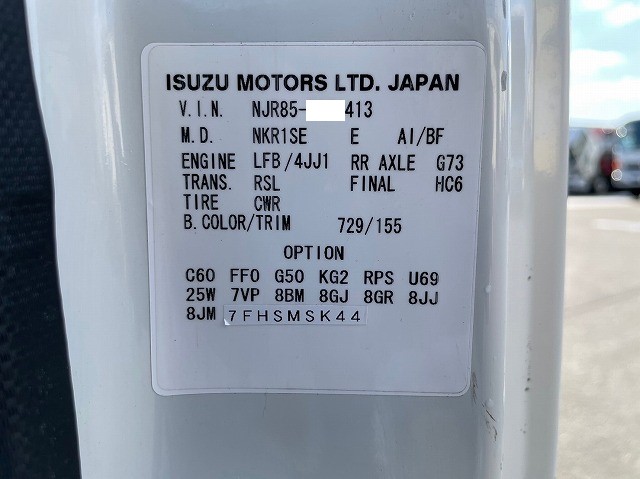 ISUZU MOTORS LTD. JAPAN
V.I.N. NJR85- 413
M.D. NKR1SE E AI/BF
ENGINE LFB/4JJ1 RR AXLE G73
TRANS. RSL FINAL HC6
TIRE CWR
B.COLOR/TRIM 729/155
OPTION
C60 FF0 G50 KG2 RPS U69
25W 7VP 8BM 8GJ 8GR 8JJ
8JM 7FHSMSK44